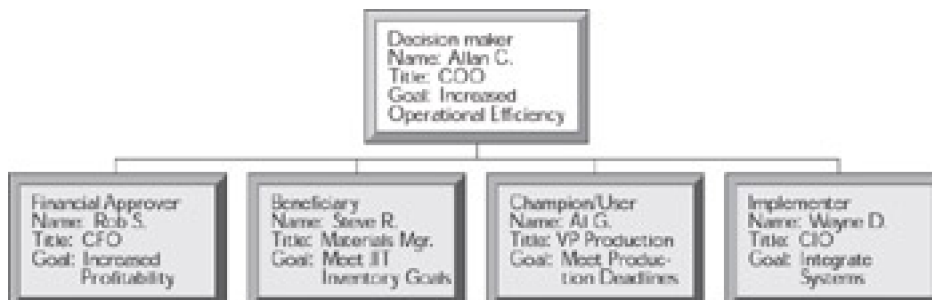 Decision maker
Name: Allan C.
Title: COO
Goal: Increased
Operational Efficiency
Financial Approver
Name: Rob S.
Title: CFO
Goal: Increased
Profitability
Beneficiary
Name: Steve R.
Title: Materials Mgr.
Goal: Meet JIT
Inventory Goals
Champion/User
Name: Al G.
Title: VP Production
Goal: Meet Produc-
tion Deadlines
Implementer
Name: Wayne D.
Title: CIO
Goal: Integrate
Systems